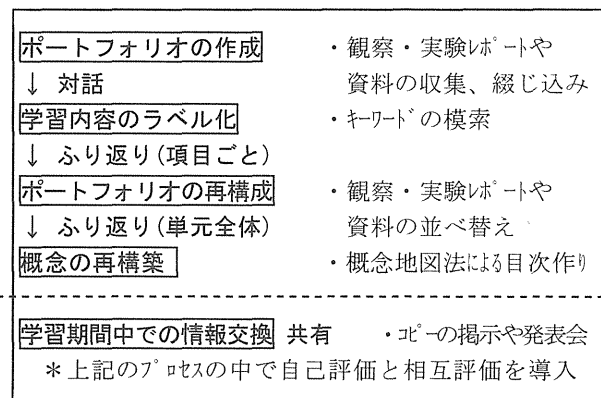 ポートフォリオの作成　・観察・実験レポートや
↓ 対話　資料の収集、綴じ込み
学習内容のラベル化　・キーワードの模索
↓ ふり返り(項目ごと)
ポートフォリオの再構成　・観察・実験レポートや
↓ ふり返り(単元全体)　資料の並べ替え
概念の再構築　・概念地図法による目次作り
学習期間中での情報交換 共有　・コピーの掲示や発表会
＊上記のプロセスの中で自己評価と相互評価を導入